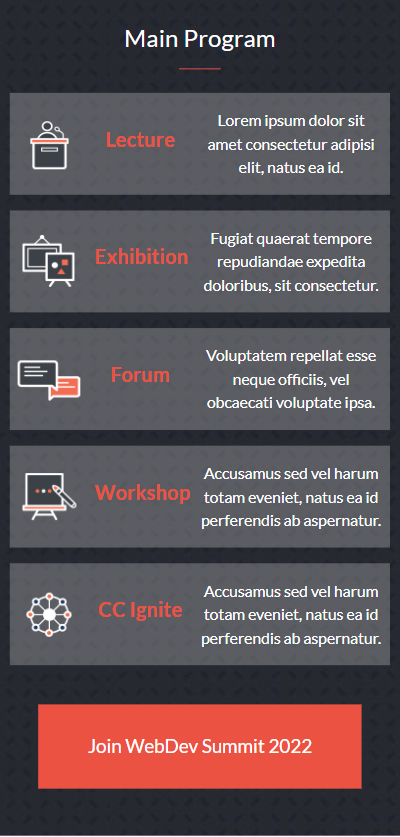 Main Program
Lecture
Lorem ipsum dolor sit
amet consectetur adipisi
elit, natus ea id.
Exhibition
Fugiat quaerat tempore
repudiandae expedita
doloribus, sit consectetur.
Forum
Voluptatem repellat esse
neque officiis, vel
obcaecati voluptate ipsa.
Workshop
Accusamus sed vel harum
totam eveniet, natus ea id
perferendis ab aspernatur.
CC Ignite
Accusamus sed vel harum
totam eveniet, natus ea id
perferendis ab aspernatur.
Join WebDev Summit 2022